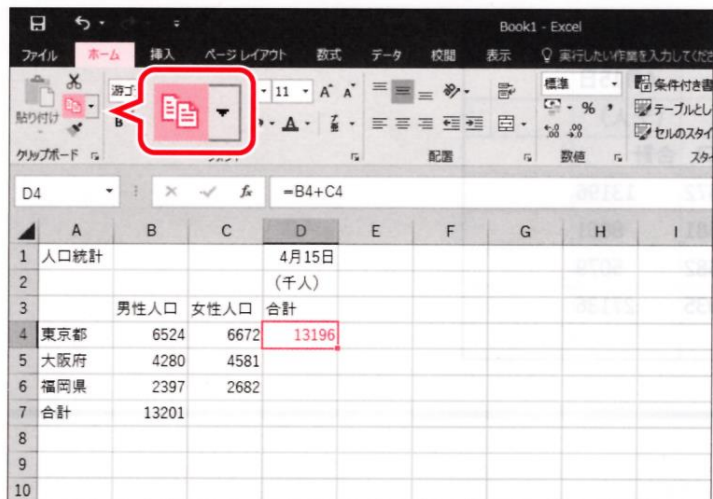 Book1 - Excel
ファイル ホーム 挿入 ページレイアウト 数式 データ 校閲 表示 実行したい作業を入力してくださ
貼り付け 游ゴ 11 A A 標準 条件付き書
B A % テーブルとし
セルのスタイ
クリップボード 配置 数値 スタ
D4 fx =B4+C4
A B C D E F G H I
1 人口統計 4月15日
2 (千人)
3 男性人口 女性人口 合計
4 東京都 6524 6672 13196
5 大阪府 4280 4581
6 福岡県 2397 2682
7 合計 13201
8
9
10